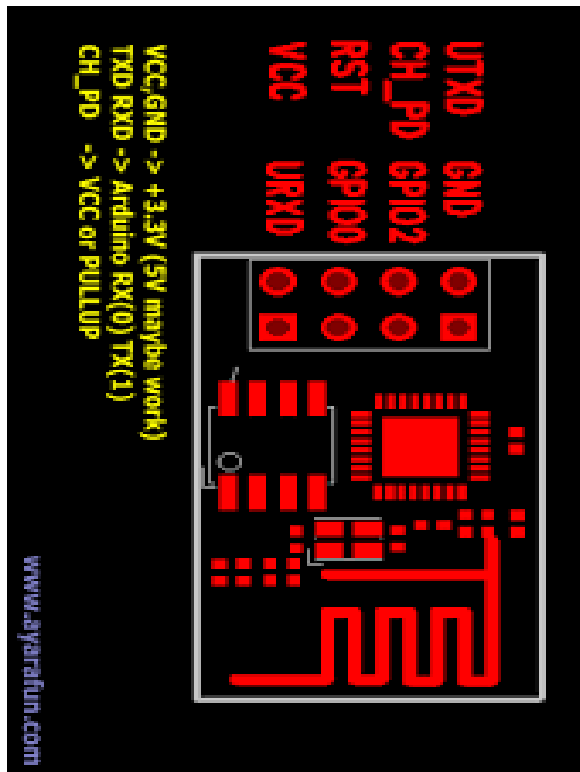 UTXD GND
CH_PD GPIO2
RST GPIO0
VCC URXD
VCC,GND -> +3.3V (5V maybe work)
TXD RXD -> Arduino RX(0) TX(1)
CH_PD -> VCC or PULLUP
www.ayarafun.com